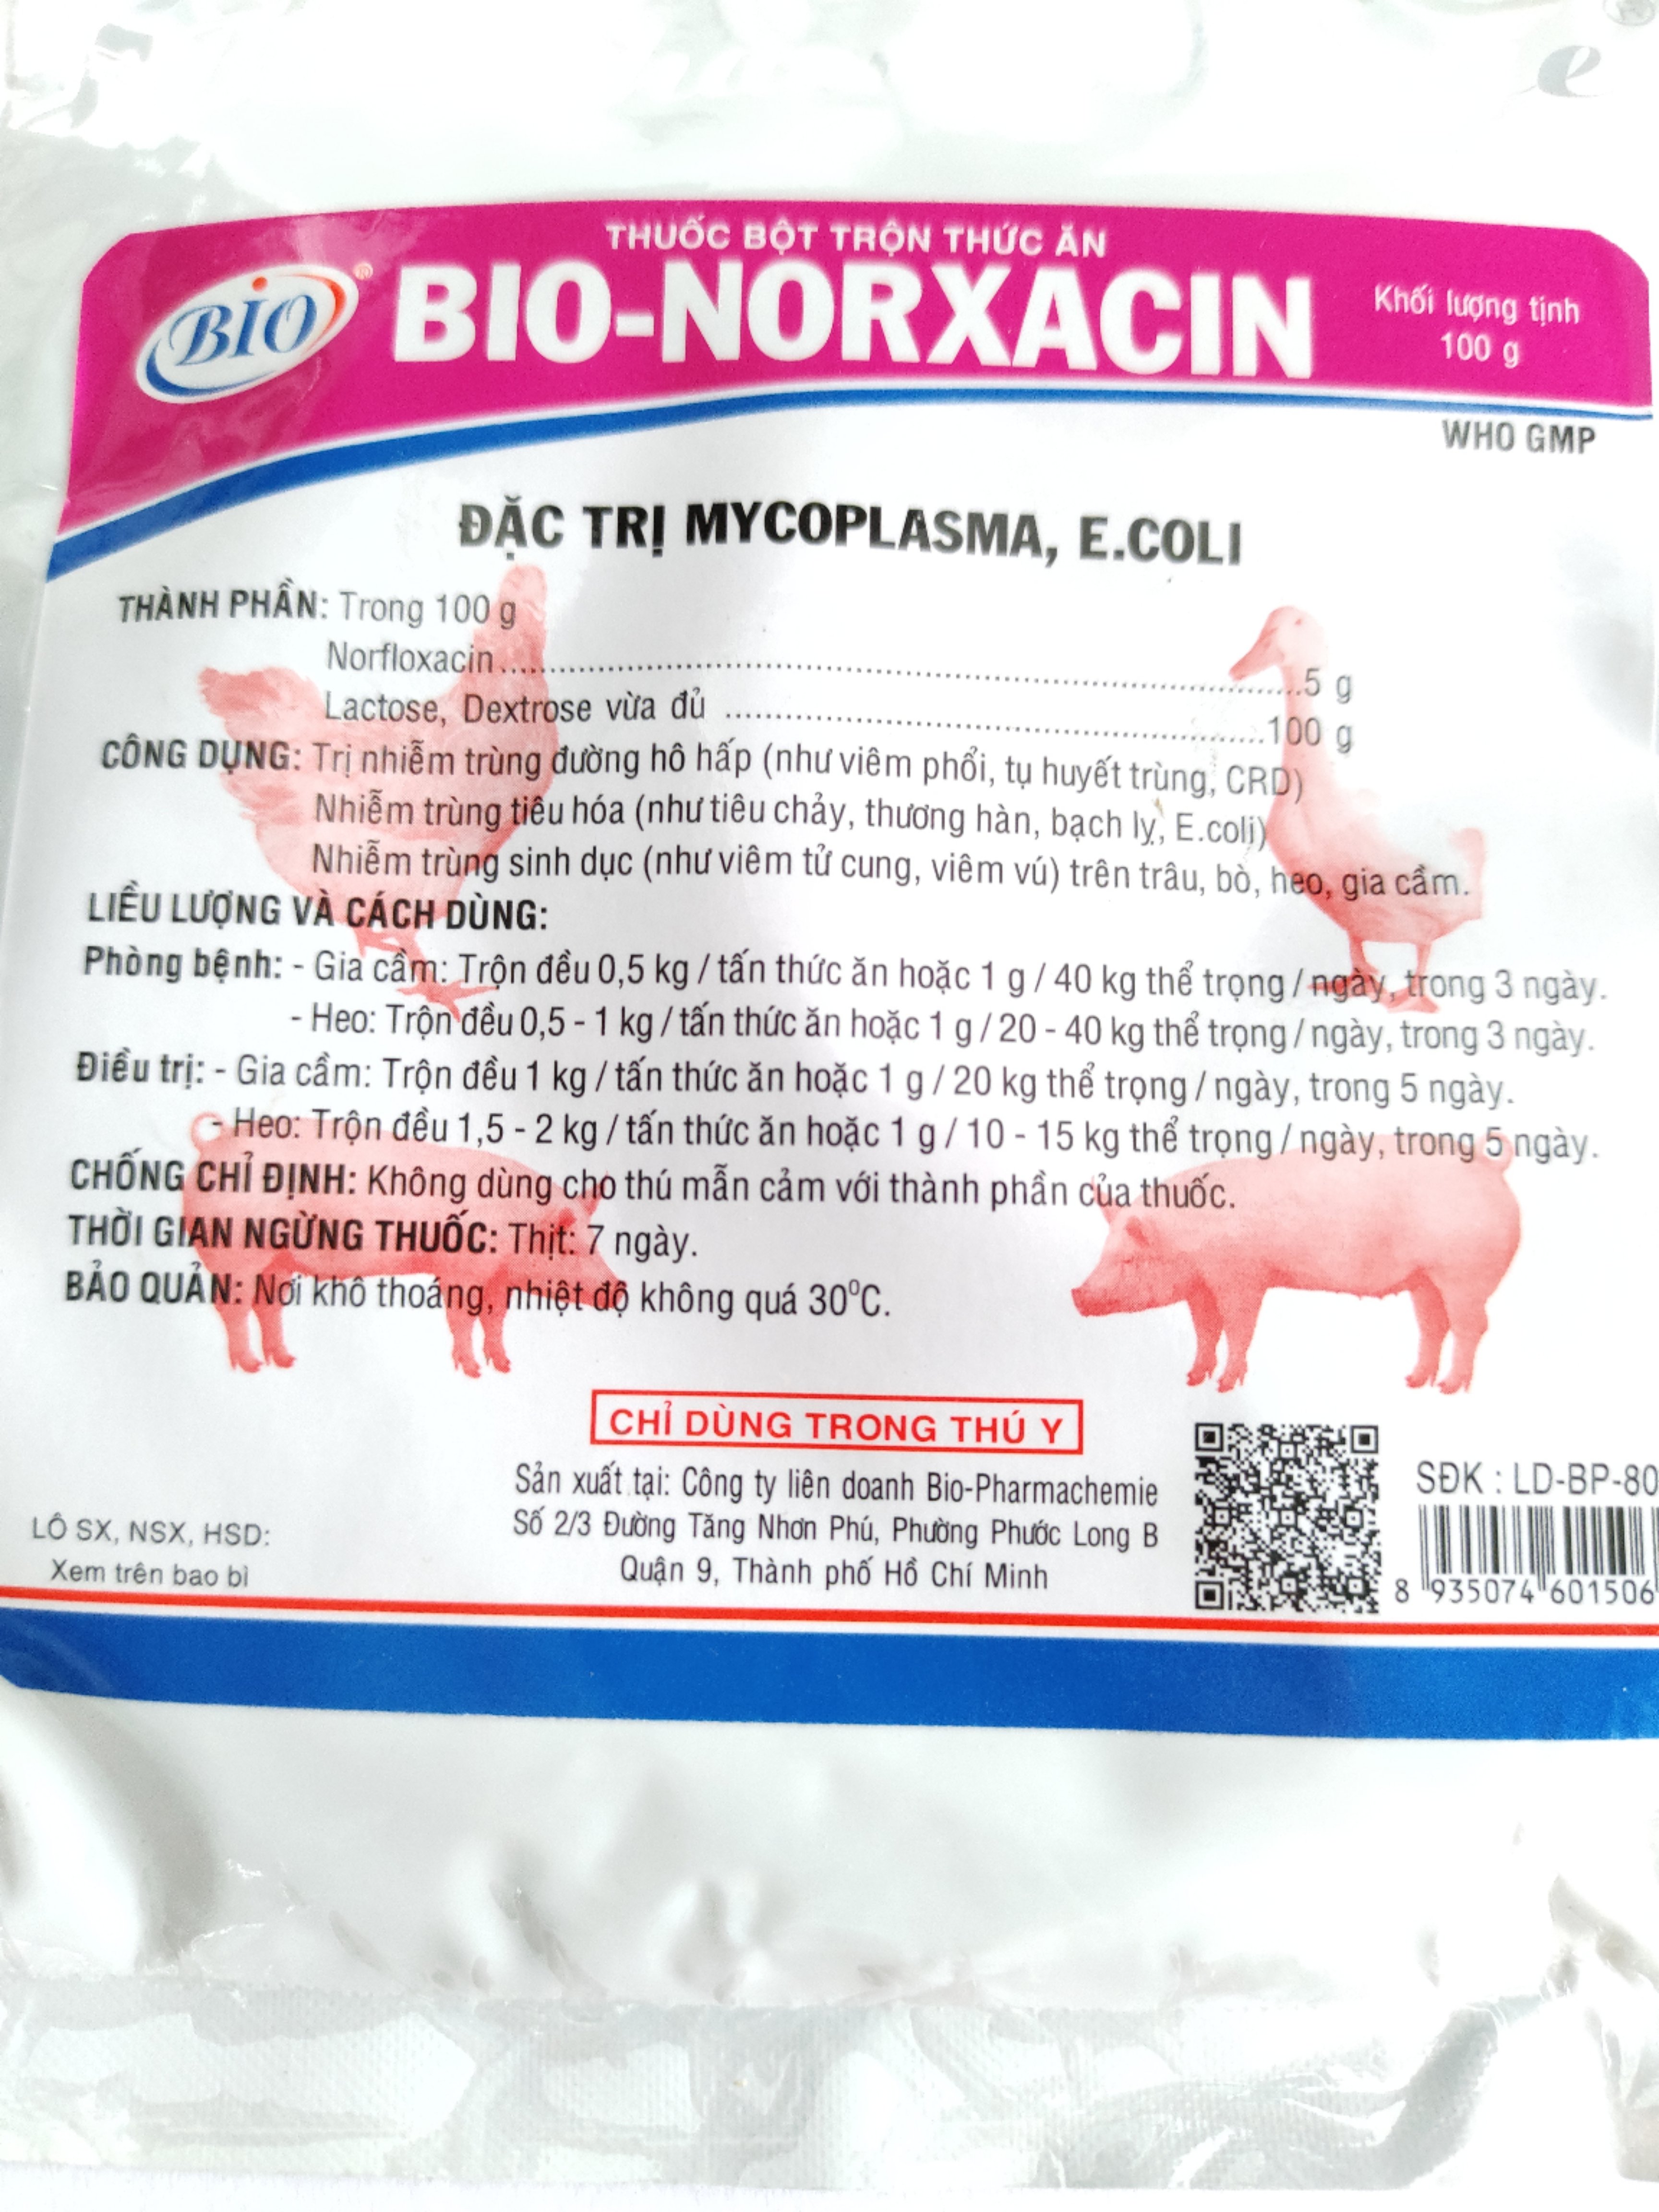 e
THUỐC BỘT TRỘN THỨC ĂN
BIO®
BIO-NORXACIN
Khối lượng tịnh
100 g
WHO GMP
ĐẶC TRỊ MYCOPLASMA, E.COLI
THÀNH PHẦN: Trong 100 g
Norfloxacin.......5 g
Lactose, Dextrose vừa đủ .......100 g
CÔNG DỤNG: Trị nhiễm trùng đường hô hấp (như viêm phổi, tụ huyết trùng, CRD)
Nhiễm trùng tiêu hóa (như tiêu chảy, thương hàn, bạch lỵ, E.coli)
Nhiễm trùng sinh dục (như viêm tử cung, viêm vú) trên trâu, bò, heo, gia cầm.
LIỀU LƯỢNG VÀ CÁCH DÙNG:
Phòng bệnh: - Gia cầm: Trộn đều 0,5 kg / tấn thức ăn hoặc 1 g / 40 kg thể trọng / ngày, trong 3 ngày.
- Heo: Trộn đều 0,5 - 1 kg / tấn thức ăn hoặc 1 g / 20 - 40 kg thể trọng / ngày, trong 3 ngày.
Điều trị: - Gia cầm: Trộn đều 1 kg / tấn thức ăn hoặc 1 g / 20 kg thể trọng / ngày, trong 5 ngày.
- Heo: Trộn đều 1,5 - 2 kg / tấn thức ăn hoặc 1 g / 10 - 15 kg thể trọng / ngày, trong 5 ngày.
CHỐNG CHỈ ĐỊNH: Không dùng cho thú mẫn cảm với thành phần của thuốc.
THỜI GIAN NGỪNG THUỐC: Thịt: 7 ngày.
BẢO QUẢN: Nơi khô thoáng, nhiệt độ không quá 30⁰C.
CHỈ DÙNG TRONG THÚ Y
Sản xuất tại: Công ty liên doanh Bio-Pharmachemie
Số 2/3 Đường Tăng Nhơn Phú, Phường Phước Long B
Quận 9, Thành phố Hồ Chí Minh
LÔ SX, NSX, HSD:
Xem trên bao bì
SĐK : LD-BP-80
8 935074 601506